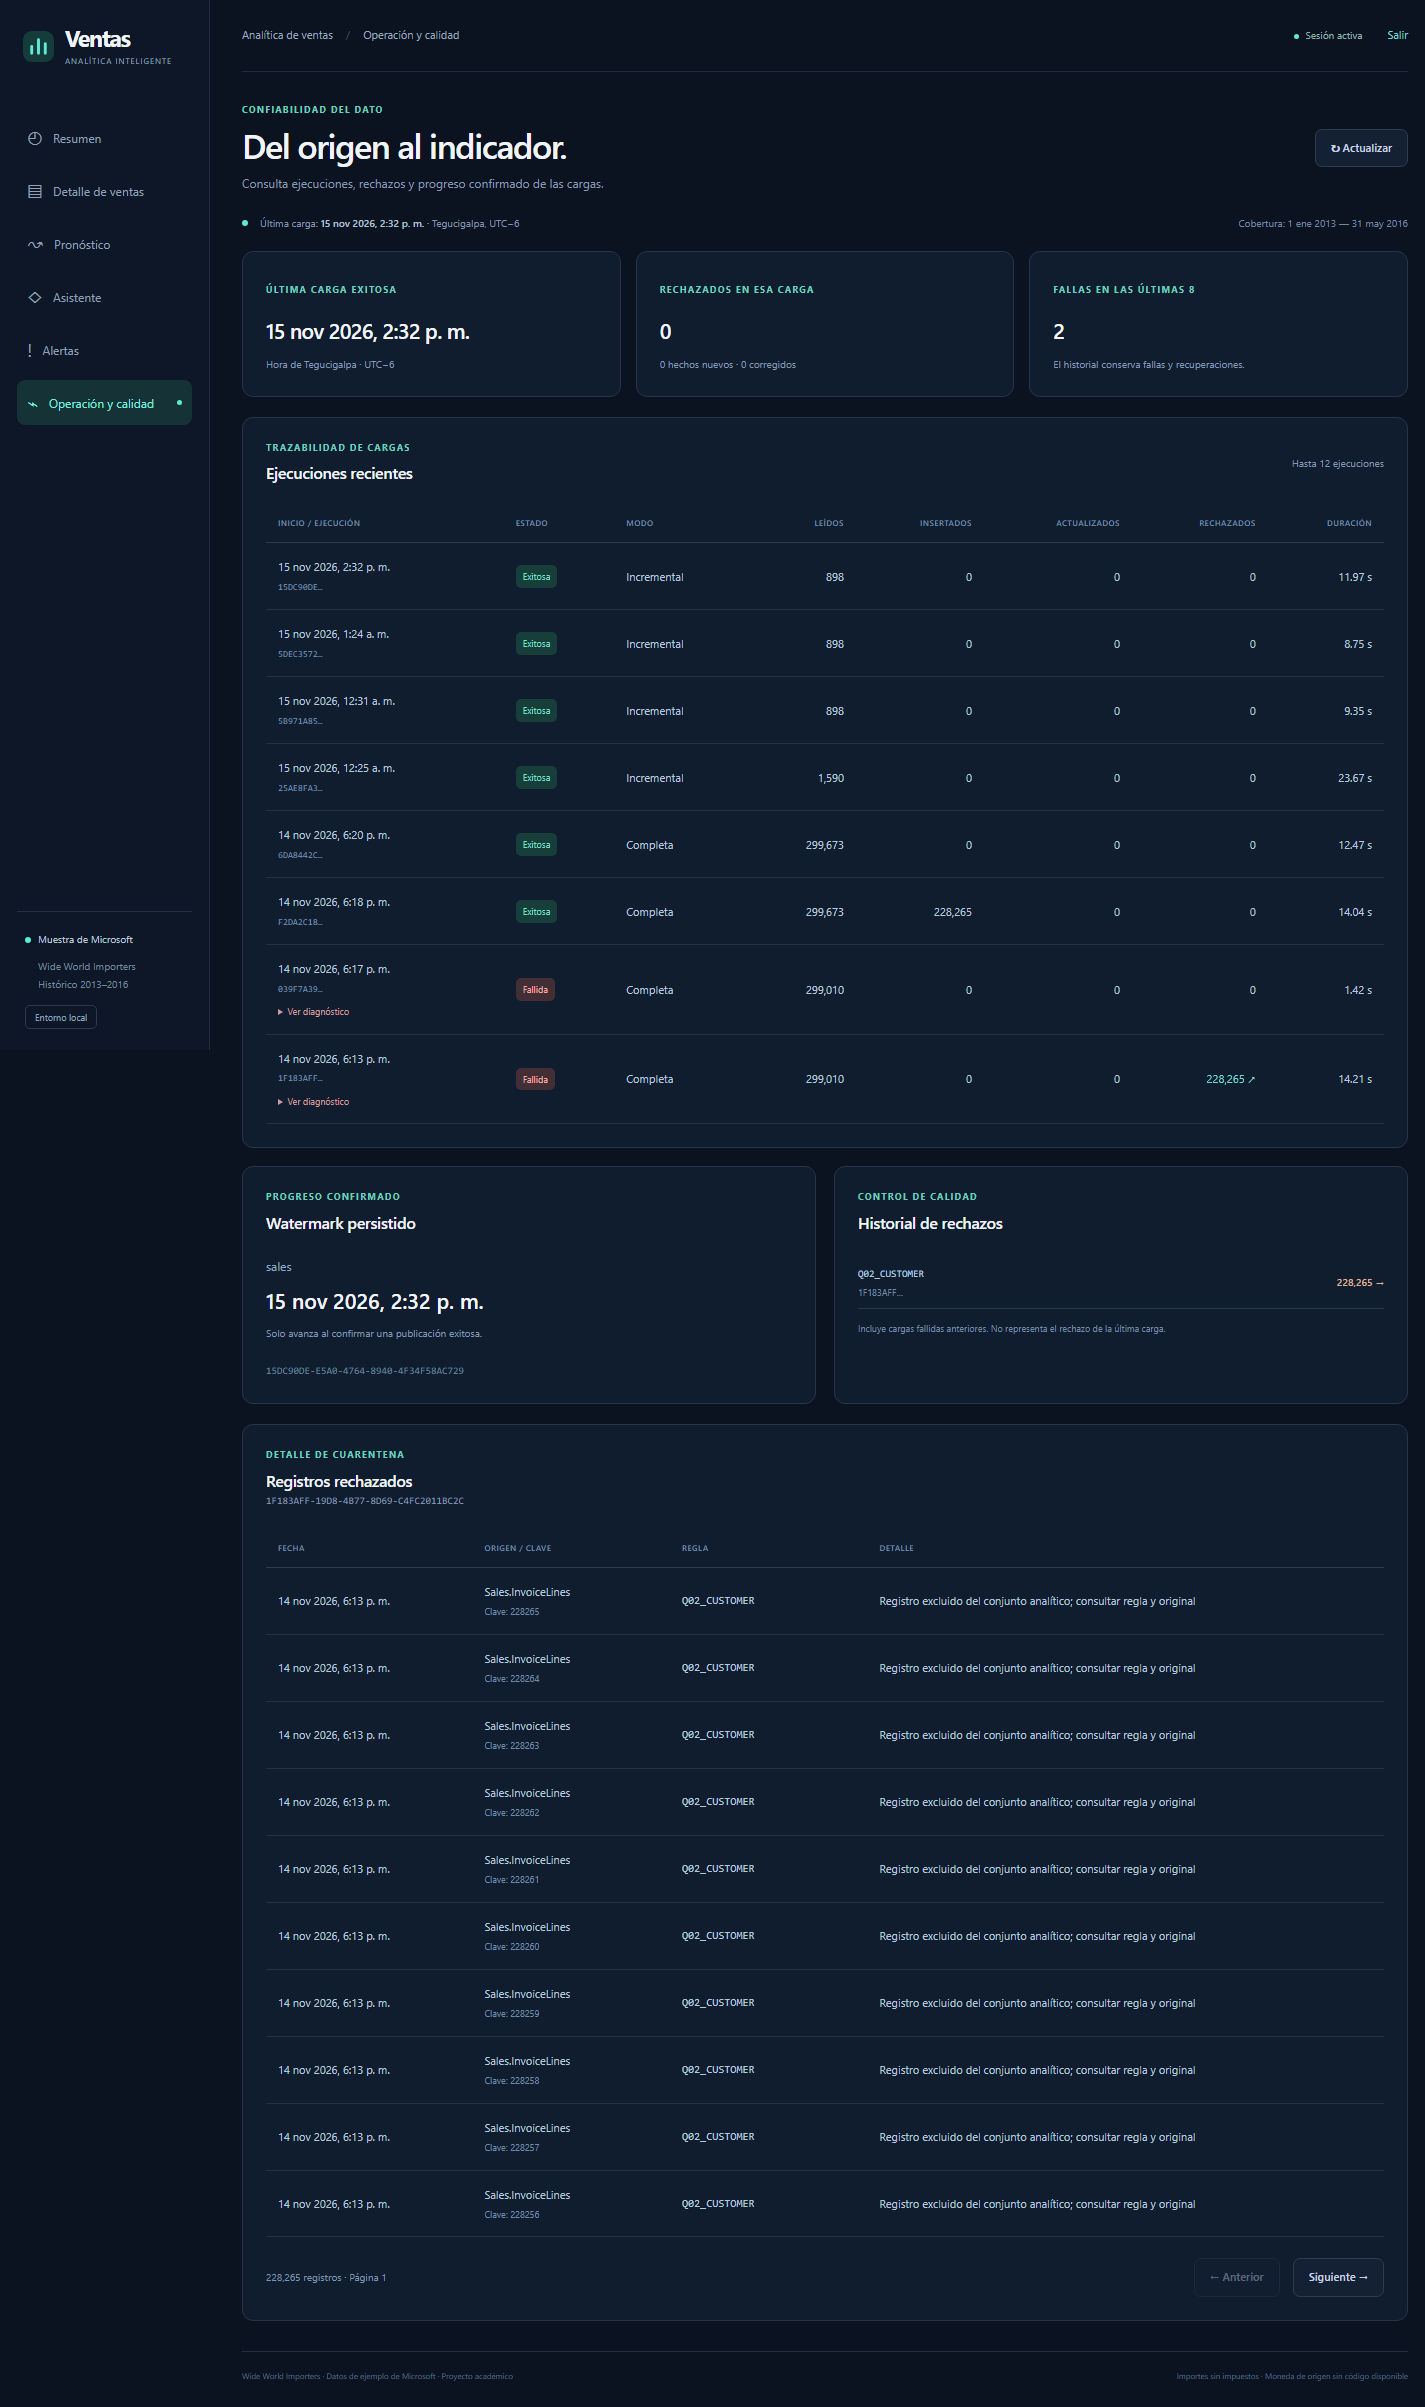 Ventas
ANALÍTICA INTELIGENTE
Resumen
Detalle de ventas
Pronóstico
Asistente
! Alertas
Operación y calidad
Muestra de Microsoft
Wide World Importers
Histórico 2013–2016
Entorno local
Analítica de ventas / Operación y calidad
Sesión activa Salir
CONFIABILIDAD DEL DATO
Del origen al indicador.
Consulta ejecuciones, rechazos y progreso confirmado de las cargas.
↻ Actualizar
Última carga: 15 nov 2026, 2:32 p. m. · Tegucigalpa, UTC−6
Cobertura: 1 ene 2013 — 31 may 2016
ÚLTIMA CARGA EXITOSA
15 nov 2026, 2:32 p. m.
Hora de Tegucigalpa · UTC−6
RECHAZADOS EN ESA CARGA
0
0 hechos nuevos · 0 corregidos
FALLAS EN LAS ÚLTIMAS 8
2
El historial conserva fallas y recuperaciones.
TRAZABILIDAD DE CARGAS
Ejecuciones recientes
Hasta 12 ejecuciones
INICIO / EJECUCIÓN ESTADO MODO LEÍDOS INSERTADOS ACTUALIZADOS RECHAZADOS DURACIÓN
15 nov 2026, 2:32 p. m.
15DC90DE…
Exitosa Incremental 898 0 0 0 11.97 s
15 nov 2026, 1:24 a. m.
5DEC3572…
Exitosa Incremental 898 0 0 0 8.75 s
15 nov 2026, 12:31 a. m.
5B971A85…
Exitosa Incremental 898 0 0 0 9.35 s
15 nov 2026, 12:25 a. m.
25AE8FA3…
Exitosa Incremental 1,590 0 0 0 23.67 s
14 nov 2026, 6:20 p. m.
6DA8442C…
Exitosa Completa 299,673 0 0 0 12.47 s
14 nov 2026, 6:18 p. m.
F2DA2C18…
Exitosa Completa 299,673 228,265 0 0 14.04 s
14 nov 2026, 6:17 p. m.
039F7A39…
▶ Ver diagnóstico
Fallida Completa 299,010 0 0 0 1.42 s
14 nov 2026, 6:13 p. m.
1F183AFF…
▶ Ver diagnóstico
Fallida Completa 299,010 0 0 228,265 ↗ 14.21 s
PROGRESO CONFIRMADO
Watermark persistido
sales
15 nov 2026, 2:32 p. m.
Solo avanza al confirmar una publicación exitosa.
15DC90DE-E5A0-4764-8940-4F34F58AC729
CONTROL DE CALIDAD
Historial de rechazos
Q02_CUSTOMER
1F183AFF…
228,265 →
Incluye cargas fallidas anteriores. No representa el rechazo de la última carga.
DETALLE DE CUARENTENA
Registros rechazados
1F183AFF-19D8-4B77-8D69-C4FC2011BC2C
FECHA ORIGEN / CLAVE REGLA DETALLE
14 nov 2026, 6:13 p. m. Sales.InvoiceLines
Clave: 228265
Q02_CUSTOMER Registro excluido del conjunto analítico; consultar regla y original
14 nov 2026, 6:13 p. m. Sales.InvoiceLines
Clave: 228264
Q02_CUSTOMER Registro excluido del conjunto analítico; consultar regla y original
14 nov 2026, 6:13 p. m. Sales.InvoiceLines
Clave: 228263
Q02_CUSTOMER Registro excluido del conjunto analítico; consultar regla y original
14 nov 2026, 6:13 p. m. Sales.InvoiceLines
Clave: 228262
Q02_CUSTOMER Registro excluido del conjunto analítico; consultar regla y original
14 nov 2026, 6:13 p. m. Sales.InvoiceLines
Clave: 228261
Q02_CUSTOMER Registro excluido del conjunto analítico; consultar regla y original
14 nov 2026, 6:13 p. m. Sales.InvoiceLines
Clave: 228260
Q02_CUSTOMER Registro excluido del conjunto analítico; consultar regla y original
14 nov 2026, 6:13 p. m. Sales.InvoiceLines
Clave: 228259
Q02_CUSTOMER Registro excluido del conjunto analítico; consultar regla y original
14 nov 2026, 6:13 p. m. Sales.InvoiceLines
Clave: 228258
Q02_CUSTOMER Registro excluido del conjunto analítico; consultar regla y original
14 nov 2026, 6:13 p. m. Sales.InvoiceLines
Clave: 228257
Q02_CUSTOMER Registro excluido del conjunto analítico; consultar regla y original
14 nov 2026, 6:13 p. m. Sales.InvoiceLines
Clave: 228256
Q02_CUSTOMER Registro excluido del conjunto analítico; consultar regla y original
228,265 registros · Página 1
← Anterior Siguiente →
Wide World Importers · Datos de ejemplo de Microsoft · Proyecto académico
Importes sin impuestos · Moneda de origen sin código disponible